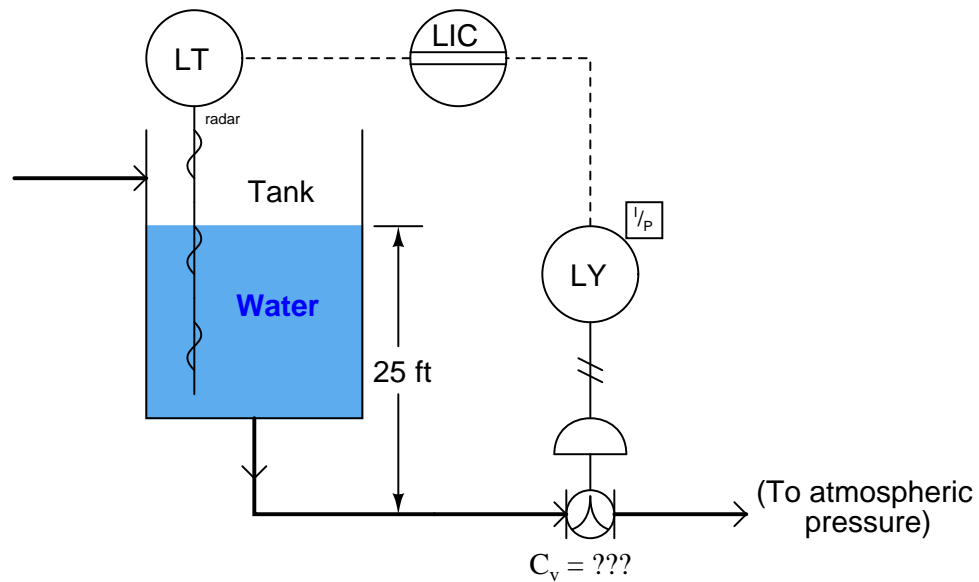 LT
LIC
radar
Tank
I/P
Water
LY
25 ft
(To atmospheric
pressure)
Cv = ???